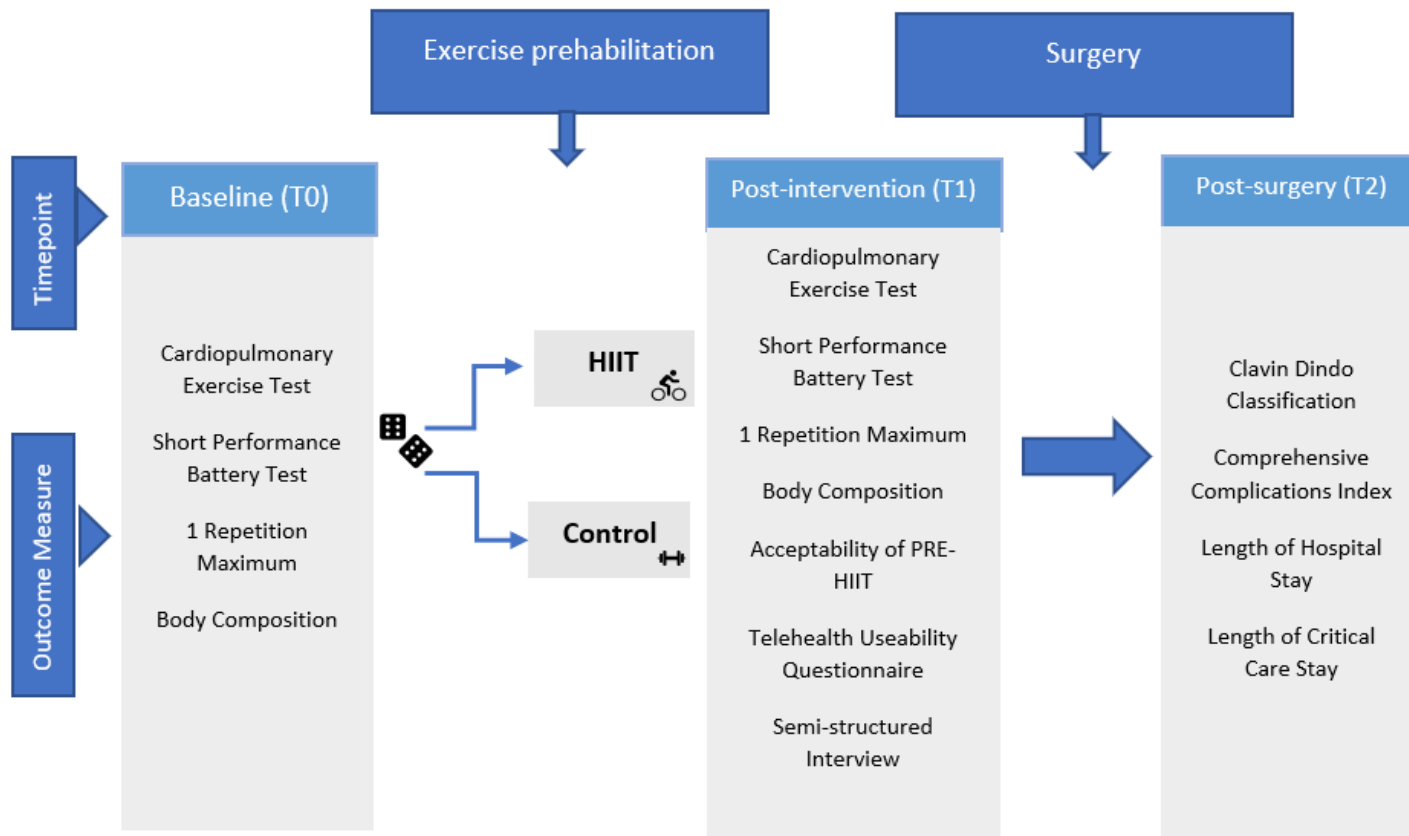 Exercise prehabilitation
Surgery
Timepoint
Baseline (T0)
Post-intervention (T1)
Post-surgery (T2)
Outcome Measure
Cardiopulmonary
Exercise Test
Short Performance
Battery Test
1 Repetition
Maximum
Body Composition
HIIT
Control
Cardiopulmonary
Exercise Test
Short Performance
Battery Test
1 Repetition Maximum
Body Composition
Acceptability of PRE-
HIIT
Telehealth Useability
Questionnaire
Semi-structured
Interview
Clavin Dindo
Classification
Comprehensive
Complications Index
Length of Hospital
Stay
Length of Critical
Care Stay